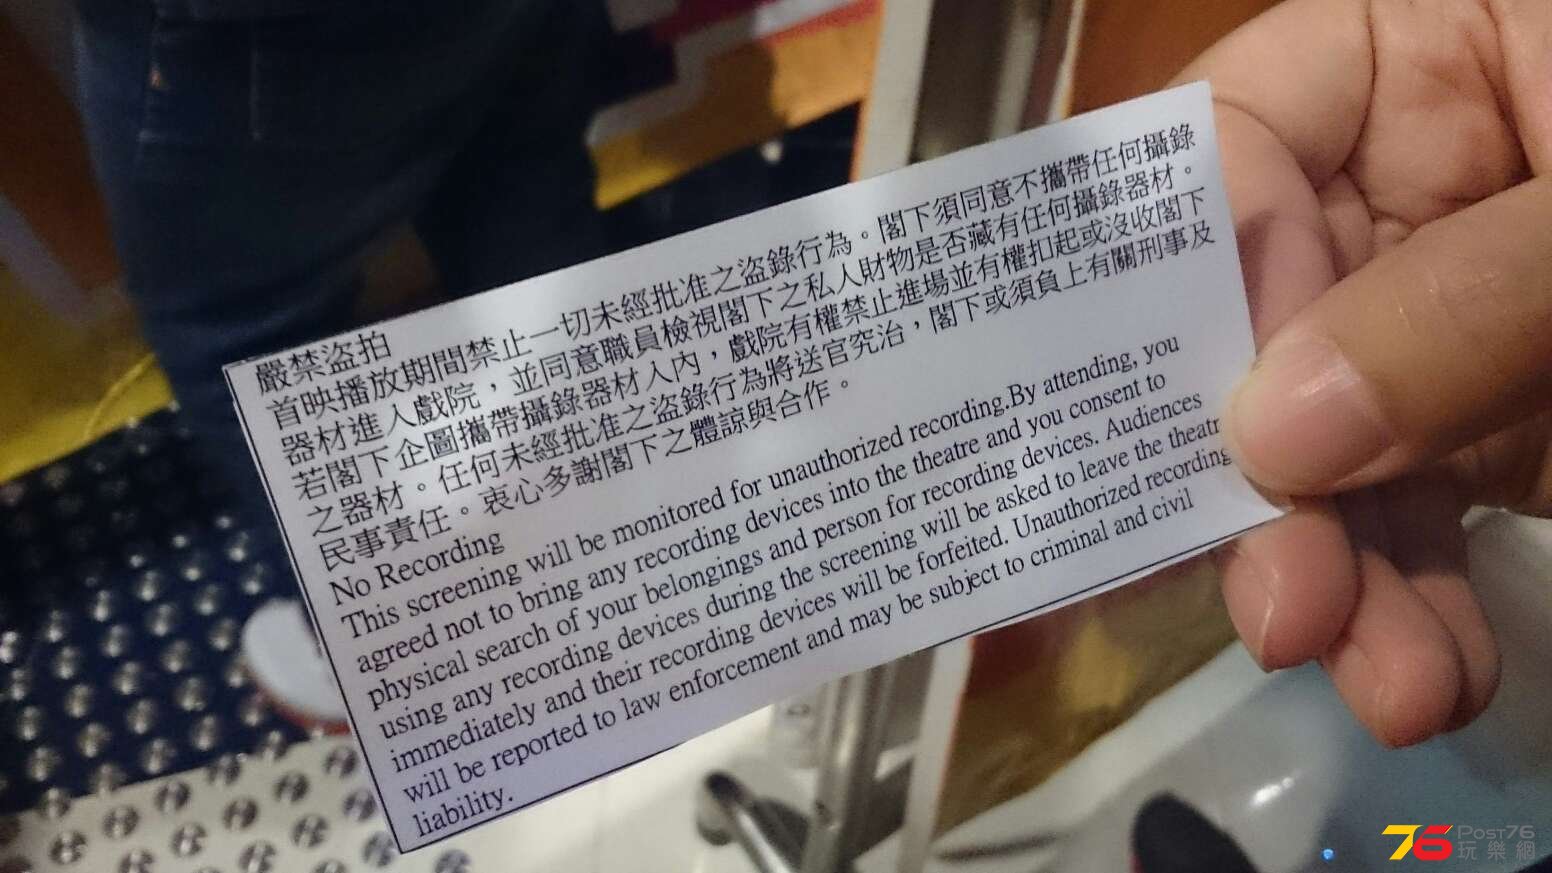 嚴禁盜拍
首映播放期間禁止一切未經批准之盜錄行為。閣下須同意不攜帶任何攝錄
器材進入戲院，並同意職員檢視閣下之私人財物是否藏有任何攝錄器材。
若閣下企圖攜帶攝錄器材入內，戲院有權禁止進場並有權扣起或沒收閣下
之器材。任何未經批准之盜錄行為將送官究治，閣下或須負上有關刑事及
民事責任。衷心多謝閣下之體諒與合作。
No Recording
This screening will be monitored for unauthorized recording.By attending, you
agreed not to bring any recording devices into the theatre and you consent to
physical search of your belongings and person for recording devices. Audiences
using any recording devices during the screening will be asked to leave the theatr
immediately and their recording devices will be forfeited. Unauthorized recording
will be reported to law enforcement and may be subject to criminal and civil
liability.
76 POST76
玩樂網